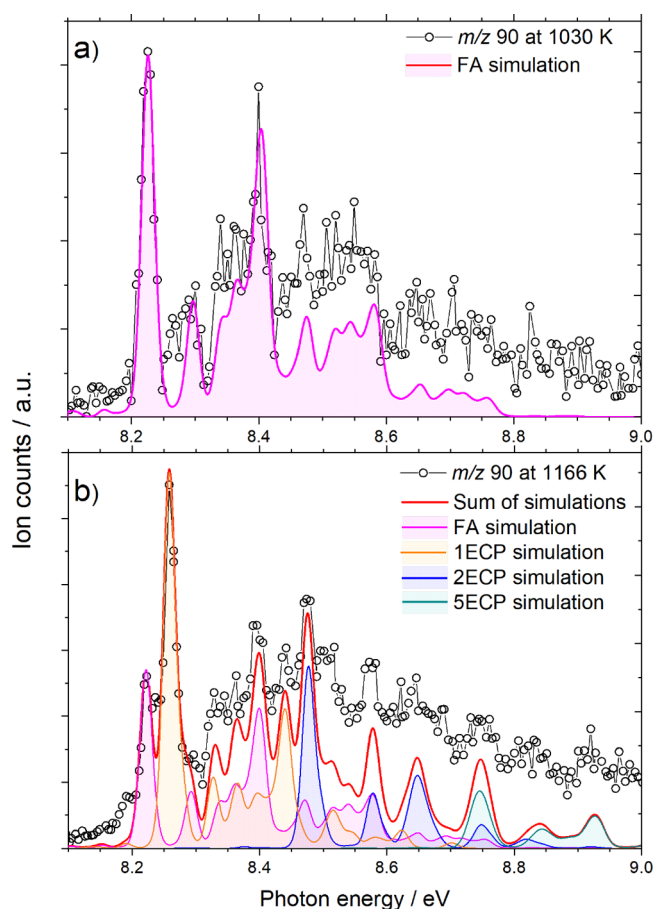 a)
m/z 90 at 1030 K
FA simulation
8.2
8.4
8.6
8.8
9.0
b)
m/z 90 at 1166 K
Sum of simulations
FA simulation
1ECP simulation
2ECP simulation
5ECP simulation
8.2
8.4
8.6
8.8
9.0
Ion counts / a.u.
Photon energy / eV